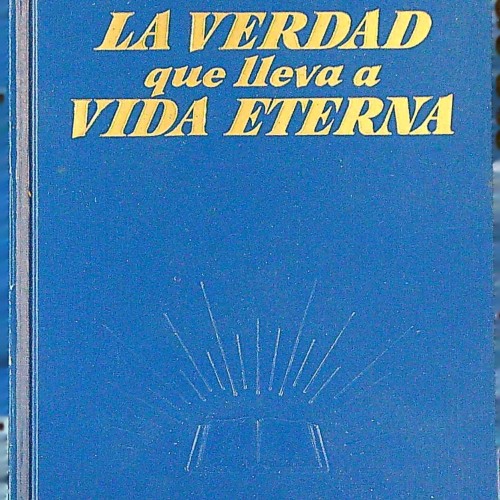 LA VERDAD
que lleva a
VIDA ETERNA